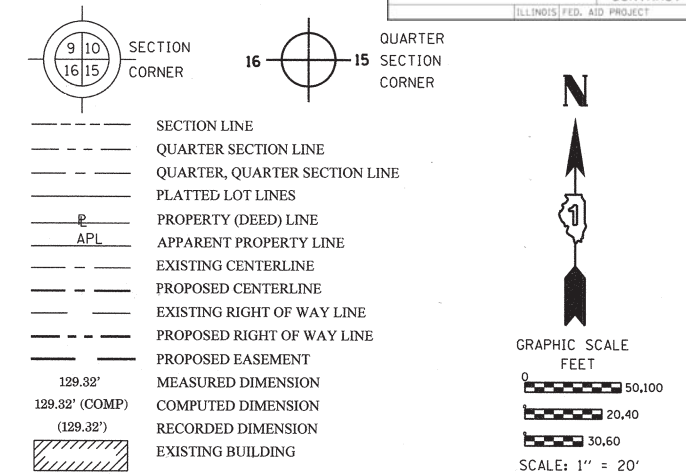 ILLINOIS FED. AID PROJECT
9 10
16 15
SECTION
CORNER
16
15
QUARTER
SECTION
CORNER
N
1
SECTION LINE
QUARTER SECTION LINE
QUARTER, QUARTER SECTION LINE
PLATTED LOT LINES
PL PROPERTY (DEED) LINE
APL APPARENT PROPERTY LINE
EXISTING CENTERLINE
PROPOSED CENTERLINE
EXISTING RIGHT OF WAY LINE
PROPOSED RIGHT OF WAY LINE
PROPOSED EASEMENT
129.32' MEASURED DIMENSION
129.32' (COMP) COMPUTED DIMENSION
(129.32') RECORDED DIMENSION
EXISTING BUILDING
GRAPHIC SCALE
FEET
0
50,100
0
20,40
0
30,60
SCALE: 1" = 20'